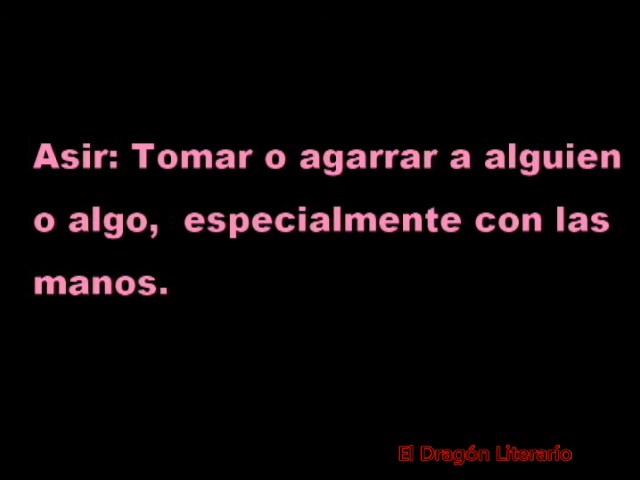 Asir: Tomar o agarrar a alguien
o algo,  especialmente con las
manos.
El Dragón Literario